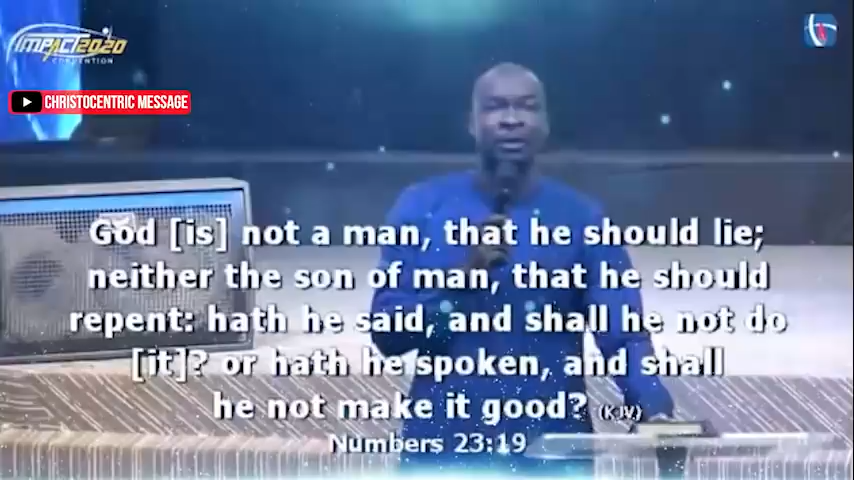 IMPACT2020
CONVENTION
CHRISTOCENTRIC MESSAGE
God [is] not a man, that he should lie;
neither the son of man, that he should
repent: hath he said, and shall he not do
[it]? or hath he spoken, and shall
he not make it good? (KJV)
Numbers 23:19